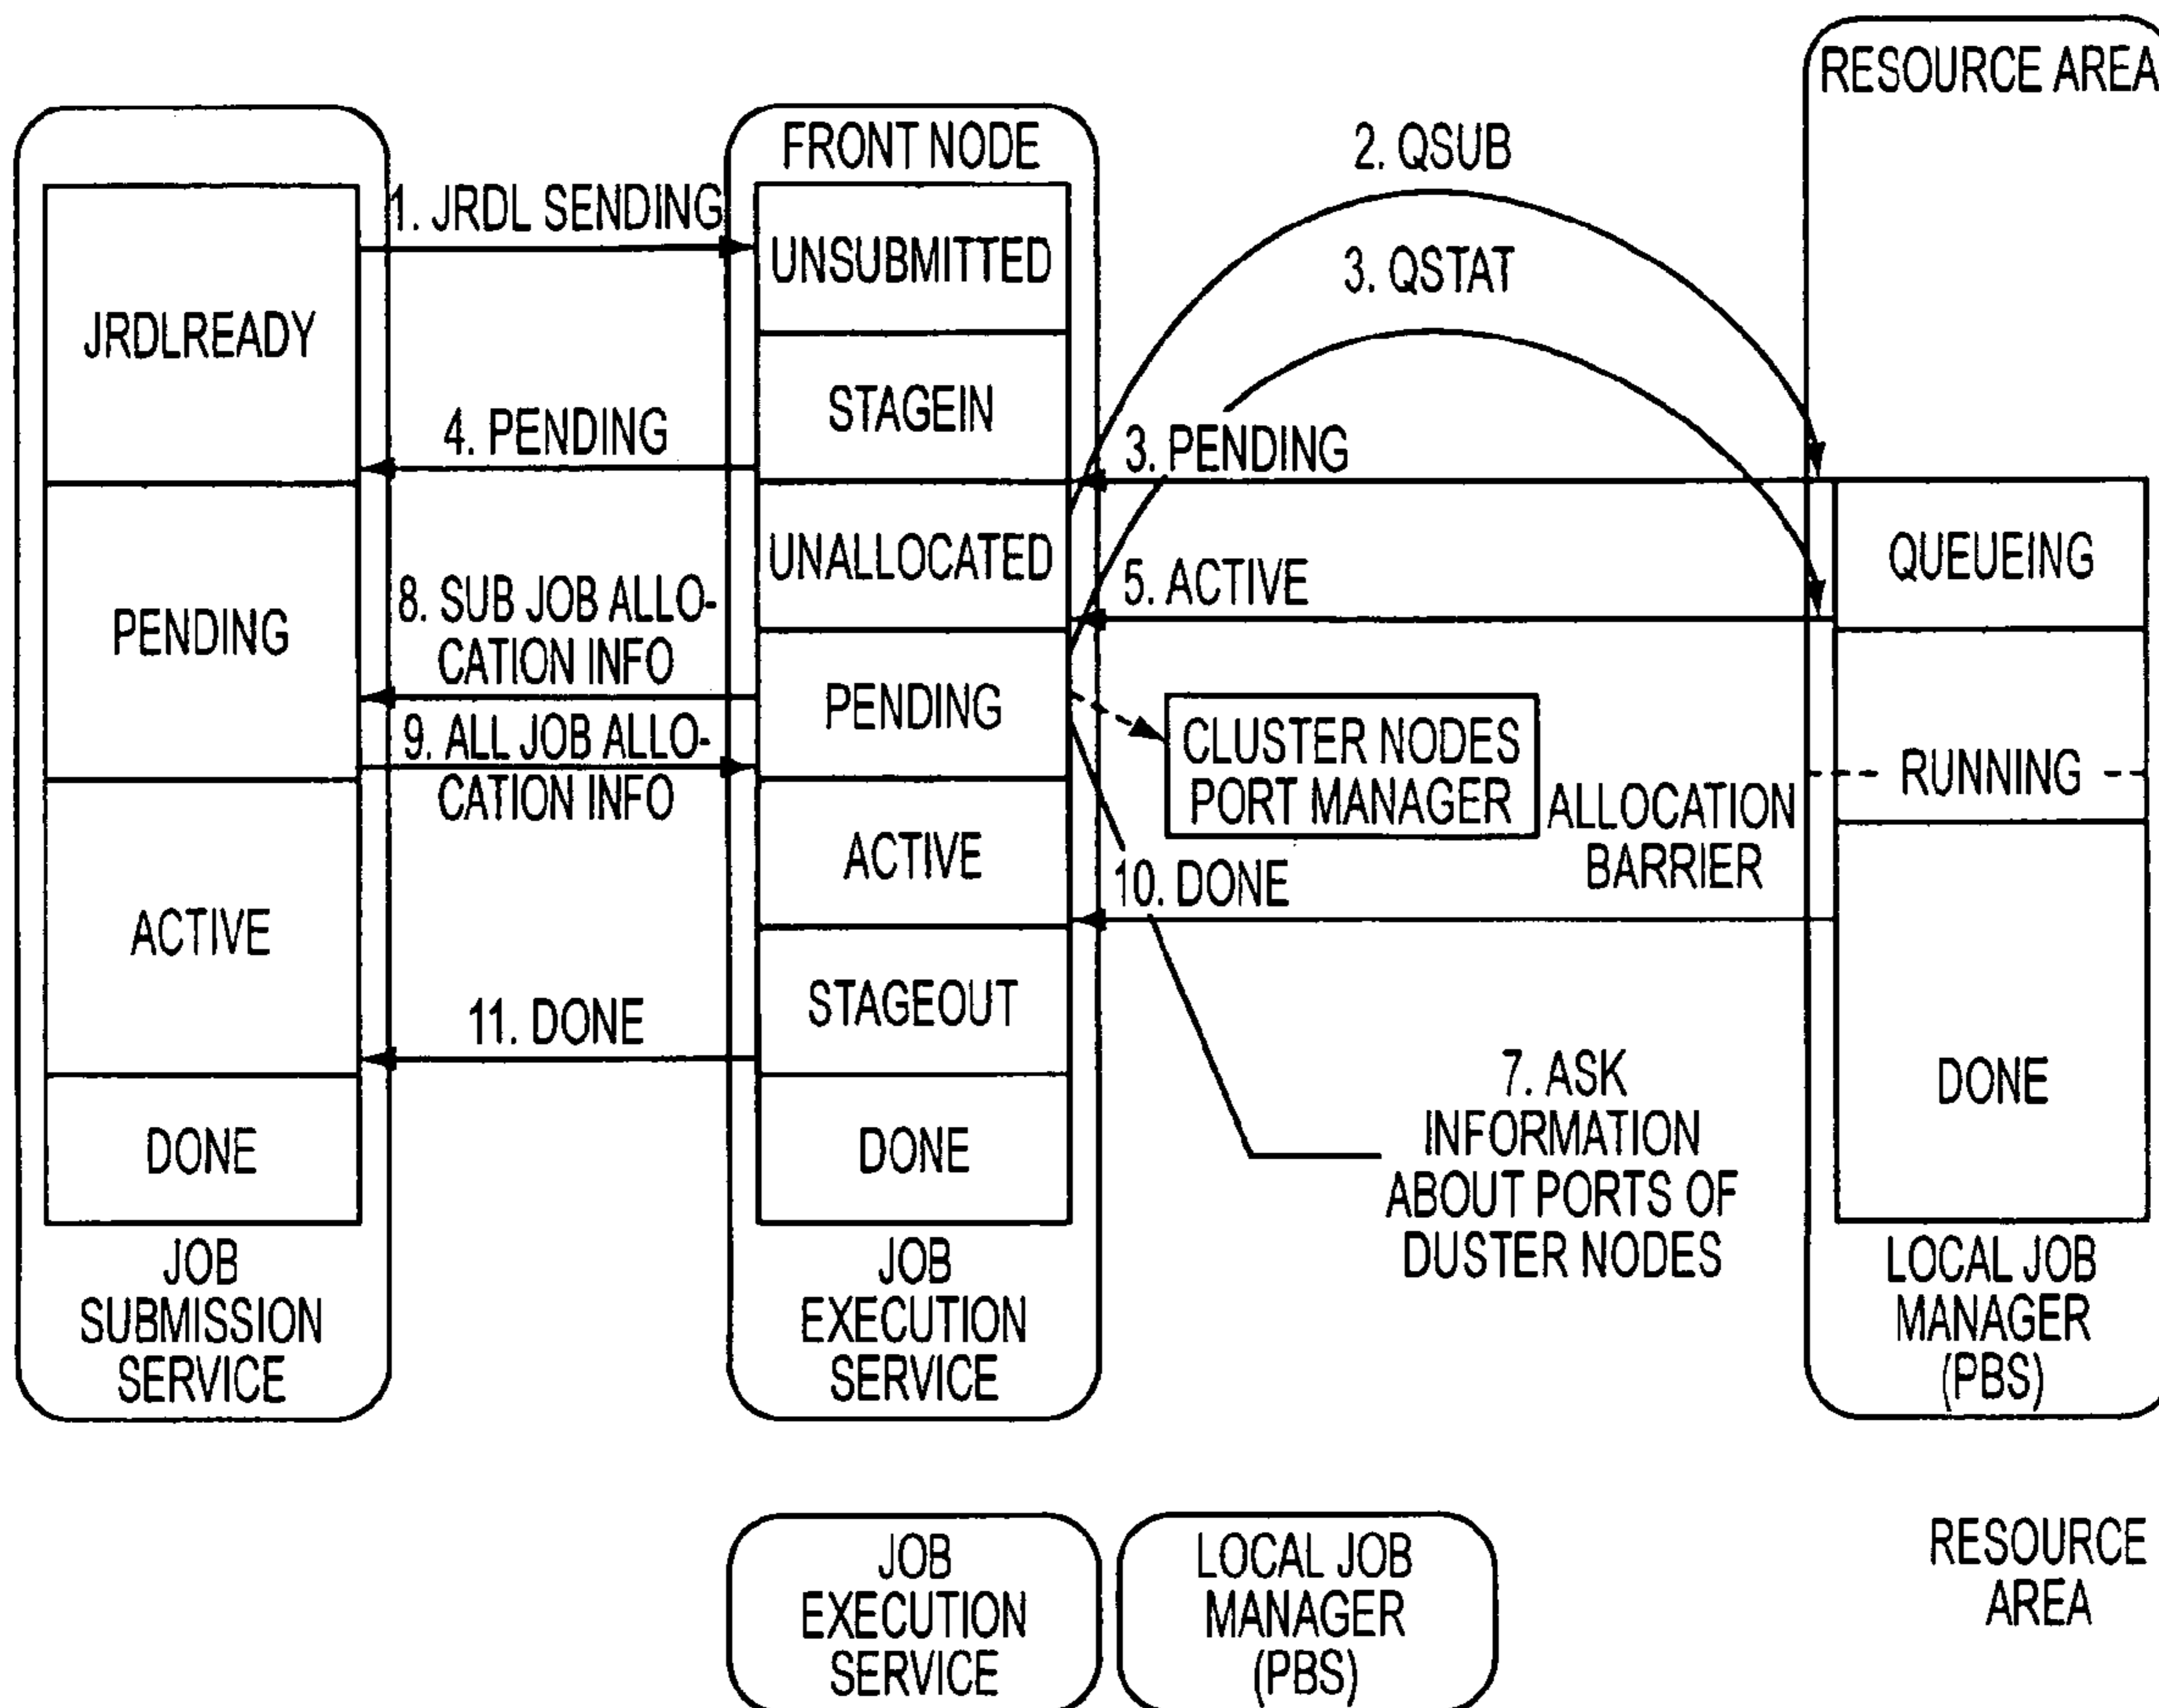 RESOURCE AREA
FRONT NODE
2. QSUB
1. JRDL SENDING
UNSUBMITTED
3. QSTAT
JRDLREADY
STAGEIN
4. PENDING
3. PENDING
UNALLOCATED
QUEUEING
5. ACTIVE
8. SUB JOB ALLO-
CATION INFO
PENDING
PENDING
9. ALL JOB ALLO-
CATION INFO
CLUSTER NODES
PORT MANAGER
RUNNING
ALLOCATION
BARRIER
ACTIVE
10. DONE
ACTIVE
STAGEOUT
11. DONE
7. ASK
INFORMATION
ABOUT PORTS OF
DUSTER NODES
DONE
DONE
DONE
JOB
SUBMISSION
SERVICE
JOB
EXECUTION
SERVICE
LOCAL JOB
MANAGER
(PBS)
JOB
EXECUTION
SERVICE
LOCAL JOB
MANAGER
(PBS)
RESOURCE
AREA